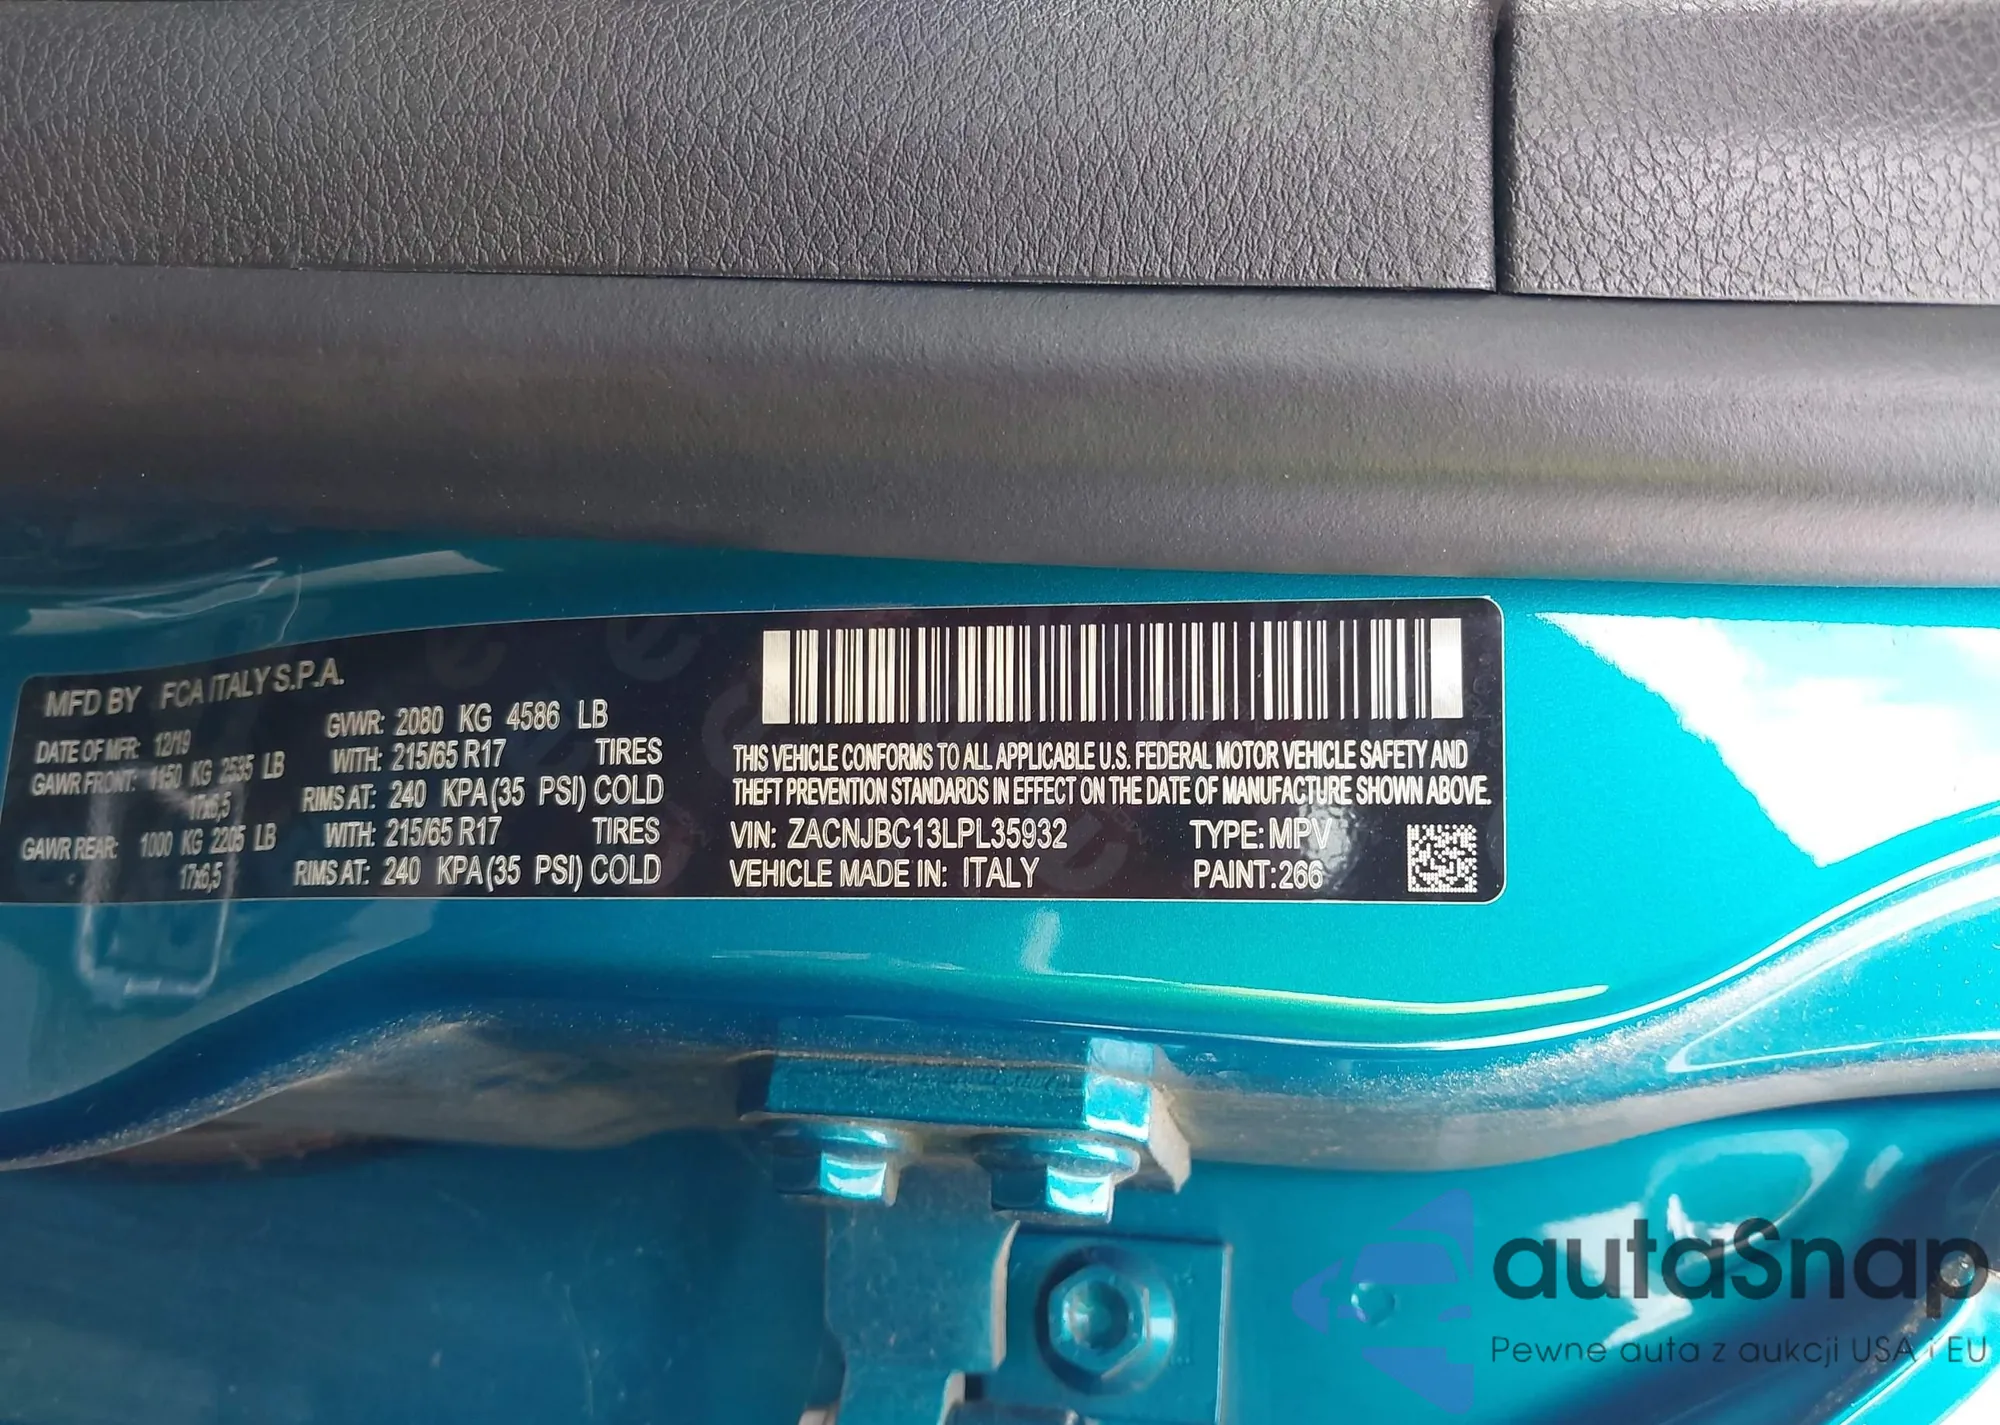 MFD BY FCA ITALY S.P.A.
DATE OF MFR: 12/19
GVWR: 2080 KG 4586 LB
GAWR FRONT: 1150 KG 2535 LB WITH: 215/65 R17 TIRES
17x6,5 RIMS AT: 240 KPA(35 PSI) COLD
GAWR REAR: 1000 KG 2205 LB WITH: 215/65 R17 TIRES
17x6,5 RIMS AT: 240 KPA(35 PSI) COLD
THIS VEHICLE CONFORMS TO ALL APPLICABLE U.S. FEDERAL MOTOR VEHICLE SAFETY AND
THEFT PREVENTION STANDARDS IN EFFECT ON THE DATE OF MANUFACTURE SHOWN ABOVE.
VIN: ZACNJBC13LPL35932 TYPE: MPV
VEHICLE MADE IN: ITALY PAINT: 266
autaSnap
Pewne auta z aukcji USA i EU